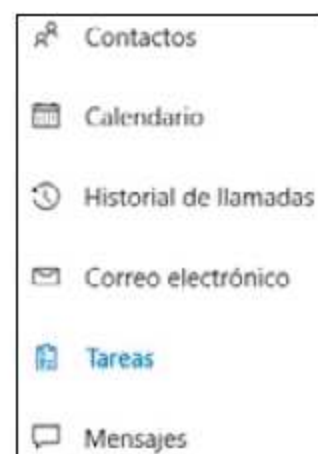 Contactos
Calendario
Historial de llamadas
Correo electrónico
Tareas
Mensajes